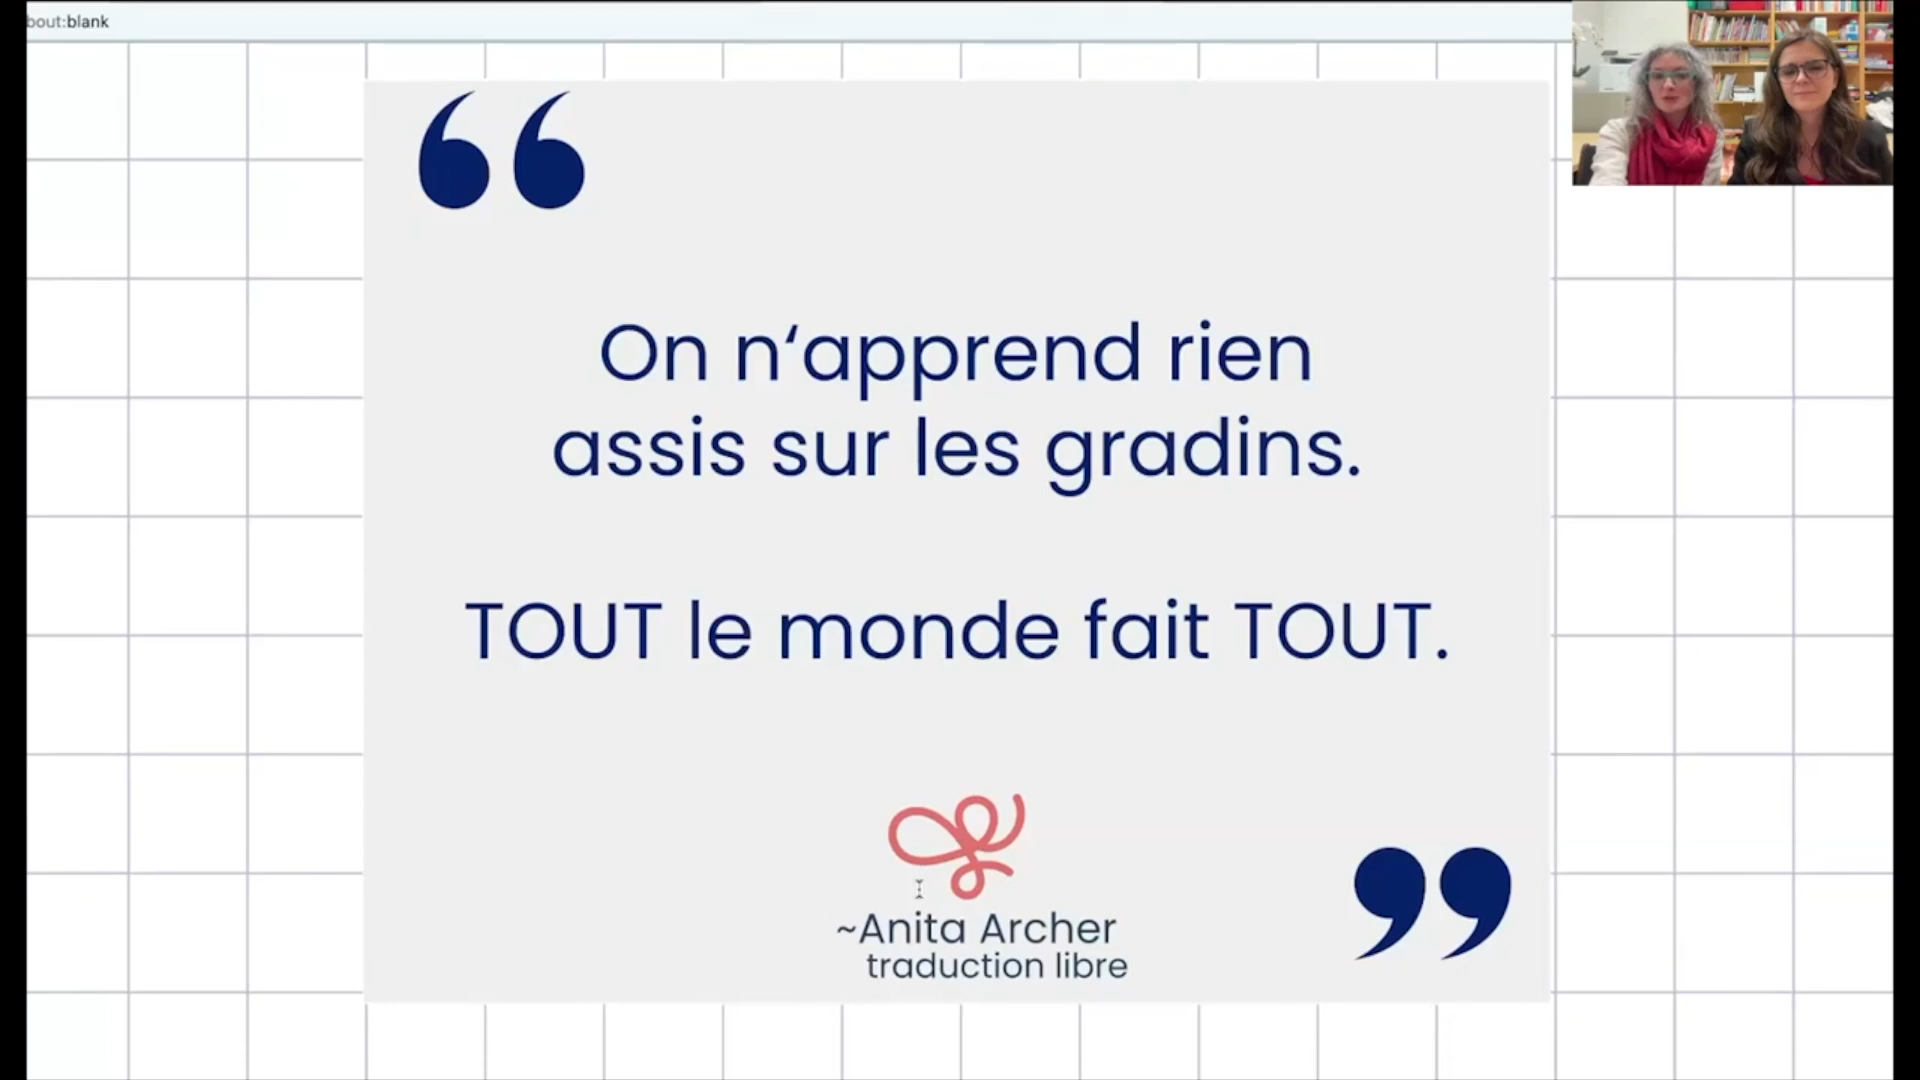 bout:blank
On n‘apprend rien
assis sur les gradins.
TOUT le monde fait TOUT.
~Anita Archer
traduction libre